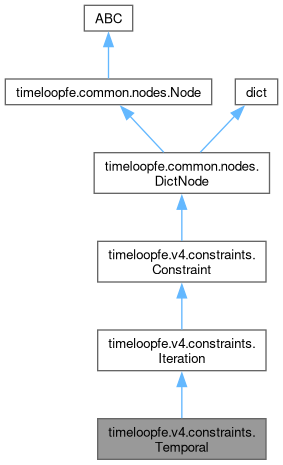 ABC
timeloopfe.common.nodes.Node
dict
timeloopfe.common.nodes.
DictNode
timeloopfe.v4.constraints.
Constraint
timeloopfe.v4.constraints.
Iteration
timeloopfe.v4.constraints.
Temporal